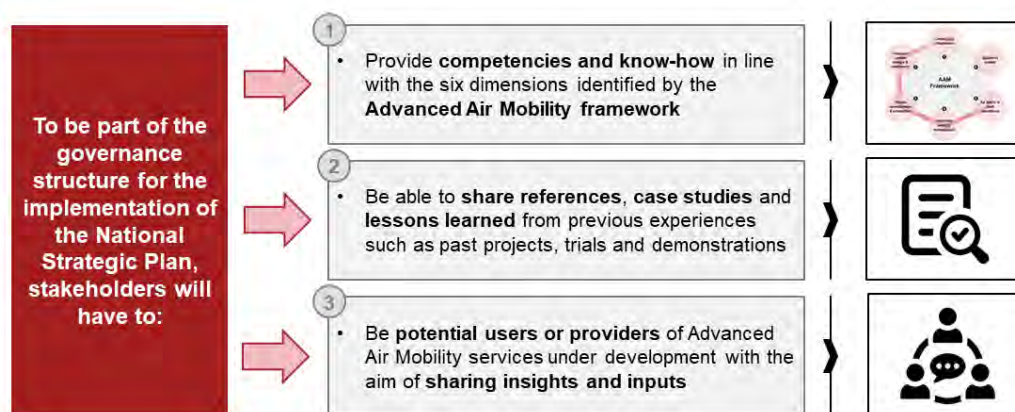 To be part of the
governance
structure for the
implementation of
the National
Strategic Plan,
stakeholders will
have to:
1
• Provide competencies and know-how in line
with the six dimensions identified by the
Advanced Air Mobility framework
AAM
Framework
2
• Be able to share references, case studies and
lessons learned from previous experiences
such as past projects, trials and demonstrations
3
• Be potential users or providers of Advanced
Air Mobility services under development with the
aim of sharing insights and inputs